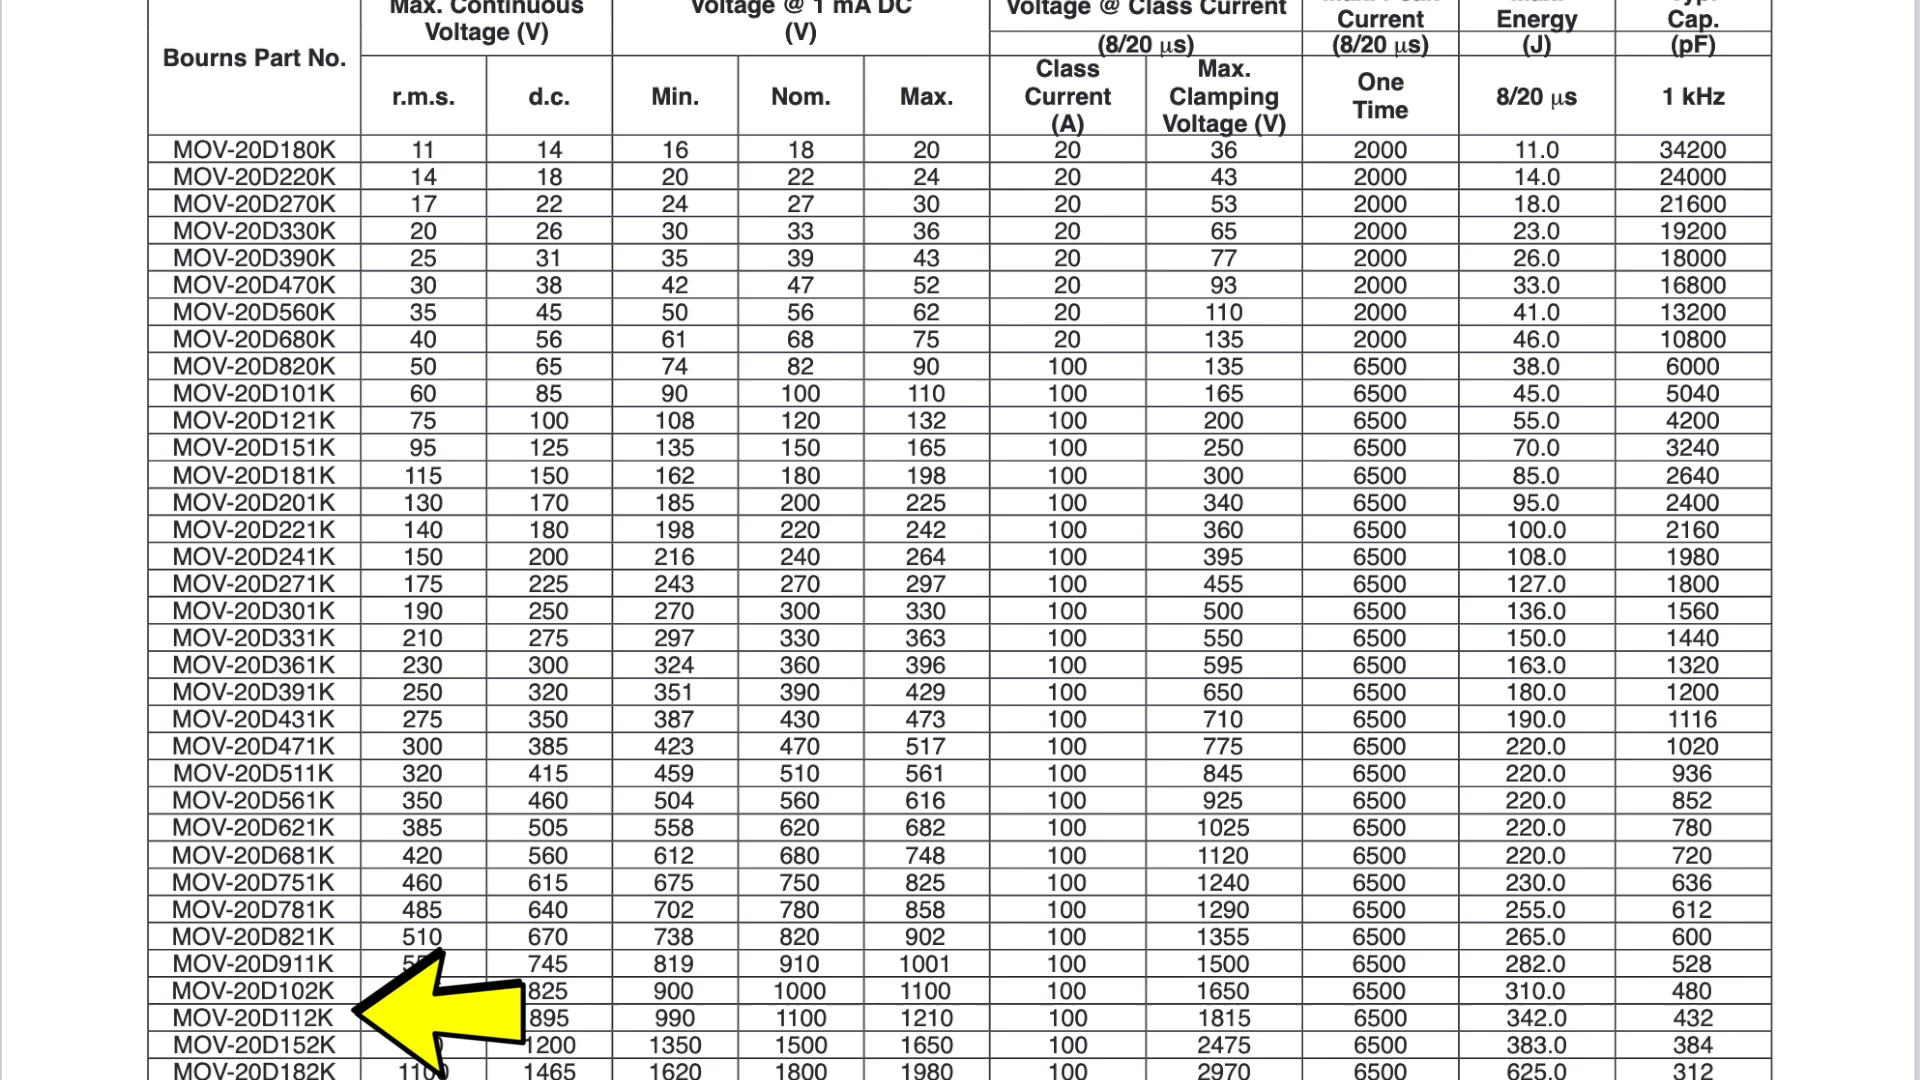 Max. Continuous Voltage @ 1 mA DC Voltage @ Class Current Current Energy Cap.
Voltage (V) (V) (8/20 μs) (8/20 μs) (J) (pF)
Bourns Part No. r.m.s. d.c. Min. Nom. Max. Class Current (A) Max. Clamping Voltage (V) One Time 8/20 μs 1 kHz
MOV-20D180K 11 14 16 18 20 20 36 2000 11.0 34200
MOV-20D220K 14 18 20 22 24 20 43 2000 14.0 24000
MOV-20D270K 17 22 24 27 30 20 53 2000 18.0 21600
MOV-20D330K 20 26 30 33 36 20 65 2000 23.0 19200
MOV-20D390K 25 31 35 39 43 20 77 2000 26.0 18000
MOV-20D470K 30 38 42 47 52 20 93 2000 33.0 16800
MOV-20D560K 35 45 50 56 62 20 110 2000 41.0 13200
MOV-20D680K 40 56 61 68 75 20 135 2000 46.0 10800
MOV-20D820K 50 65 74 82 90 100 135 6500 38.0 6000
MOV-20D101K 60 85 90 100 110 100 165 6500 45.0 5040
MOV-20D121K 75 100 108 120 132 100 200 6500 55.0 4200
MOV-20D151K 95 125 135 150 165 100 250 6500 70.0 3240
MOV-20D181K 115 150 162 180 198 100 300 6500 85.0 2640
MOV-20D201K 130 170 185 200 225 100 340 6500 95.0 2400
MOV-20D221K 140 180 198 220 242 100 360 6500 100.0 2160
MOV-20D241K 150 200 216 240 264 100 395 6500 108.0 1980
MOV-20D271K 175 225 243 270 297 100 455 6500 127.0 1800
MOV-20D301K 190 250 270 300 330 100 500 6500 136.0 1560
MOV-20D331K 210 275 297 330 363 100 550 6500 150.0 1440
MOV-20D361K 230 300 324 360 396 100 595 6500 163.0 1320
MOV-20D391K 250 320 351 390 429 100 650 6500 180.0 1200
MOV-20D431K 275 350 387 430 473 100 710 6500 190.0 1116
MOV-20D471K 300 385 423 470 517 100 775 6500 220.0 1020
MOV-20D511K 320 415 459 510 561 100 845 6500 220.0 936
MOV-20D561K 350 460 504 560 616 100 925 6500 220.0 852
MOV-20D621K 385 505 558 620 682 100 1025 6500 220.0 780
MOV-20D681K 420 560 612 680 748 100 1120 6500 220.0 720
MOV-20D751K 460 615 675 750 825 100 1240 6500 230.0 636
MOV-20D781K 485 640 702 780 858 100 1290 6500 255.0 612
MOV-20D821K 510 670 738 820 902 100 1355 6500 265.0 600
MOV-20D911K 745 819 910 1001 100 1500 6500 282.0 528
MOV-20D102K 825 900 1000 1100 100 1650 6500 310.0 480
MOV-20D112K 895 990 1100 1210 100 1815 6500 342.0 432
MOV-20D152K 1200 1350 1500 1650 100 2475 6500 383.0 384
MOV-20D182K 1100 1465 1620 1800 1980 100 2970 6500 625.0 312